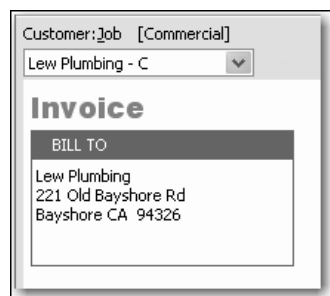 Customer:Job [Commercial]
Lew Plumbing - C
Invoice
BILL TO
Lew Plumbing
221 Old Bayshore Rd
Bayshore CA 94326